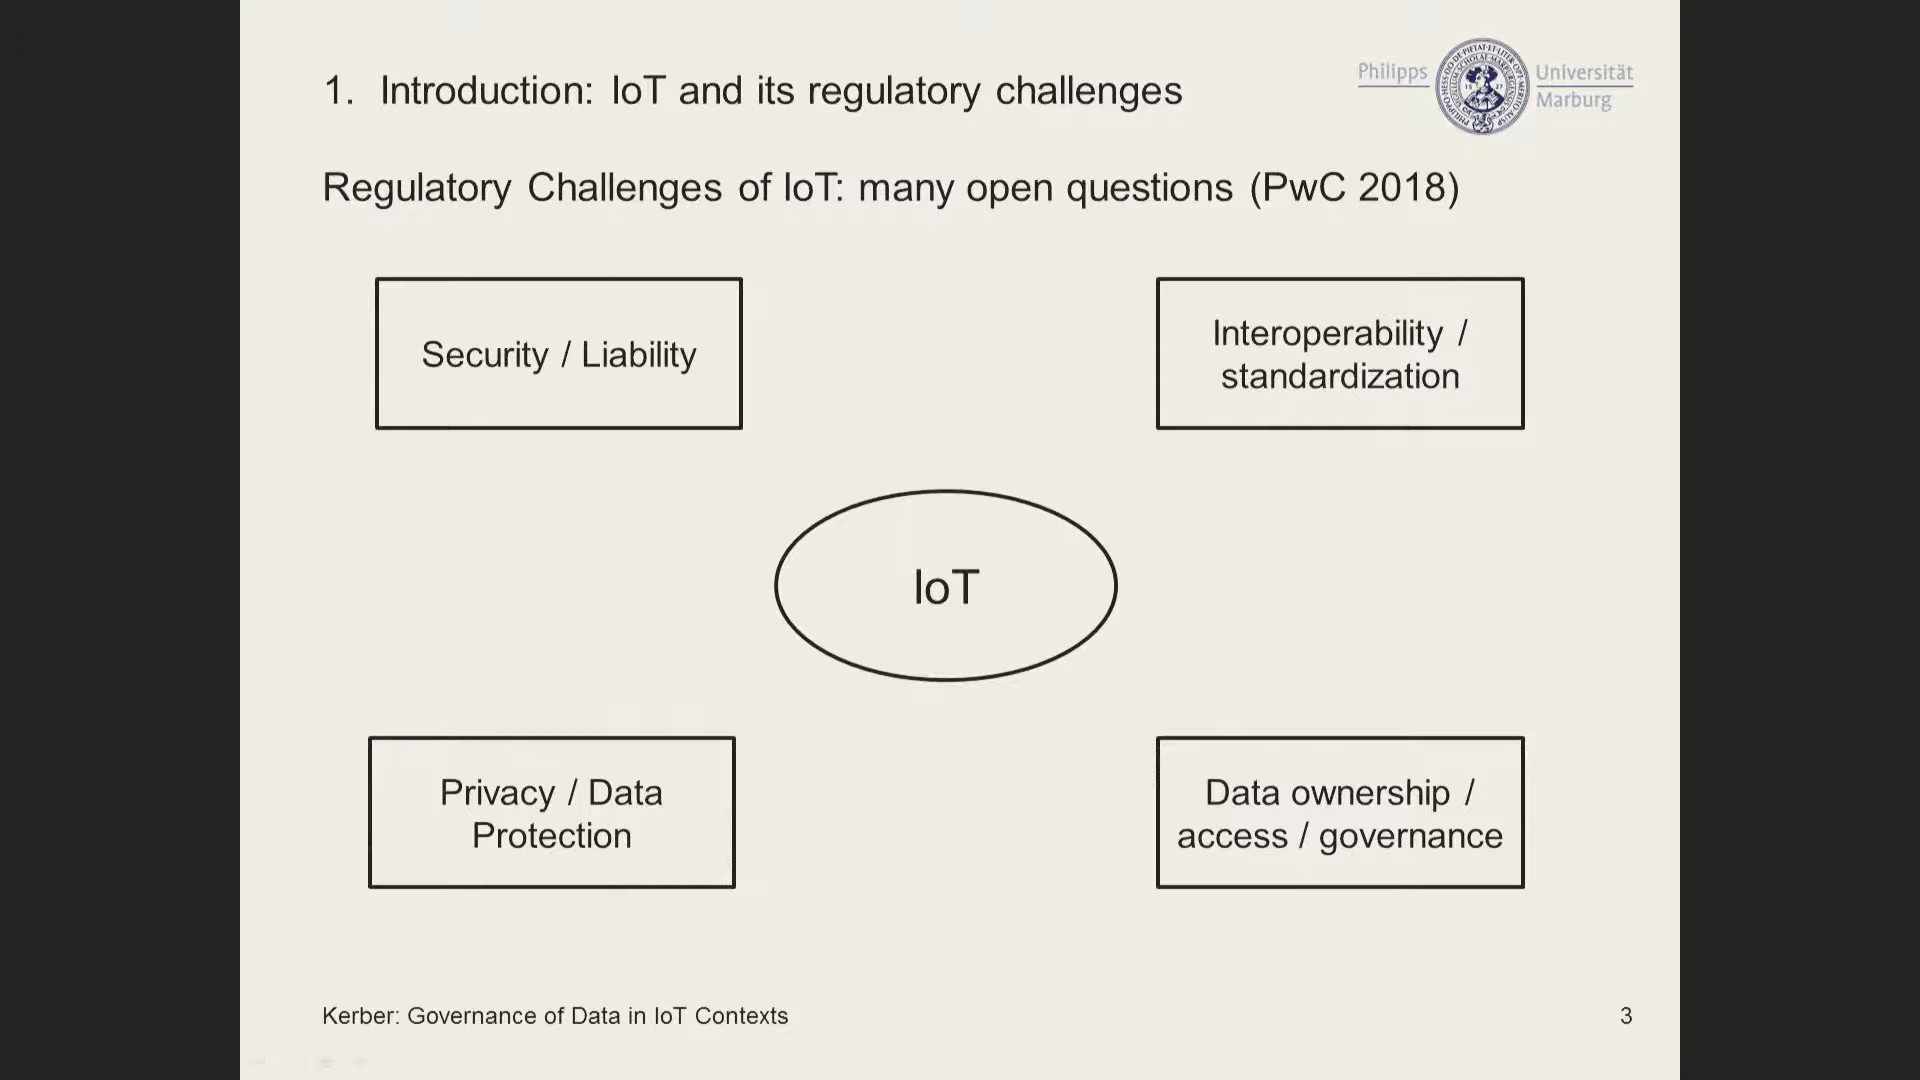 1. Introduction: IoT and its regulatory challenges
Philipps
Universität
Marburg
Regulatory Challenges of IoT: many open questions (PwC 2018)
Security / Liability
Interoperability /
standardization
IoT
Privacy / Data
Protection
Data ownership /
access / governance
Kerber: Governance of Data in IoT Contexts
3